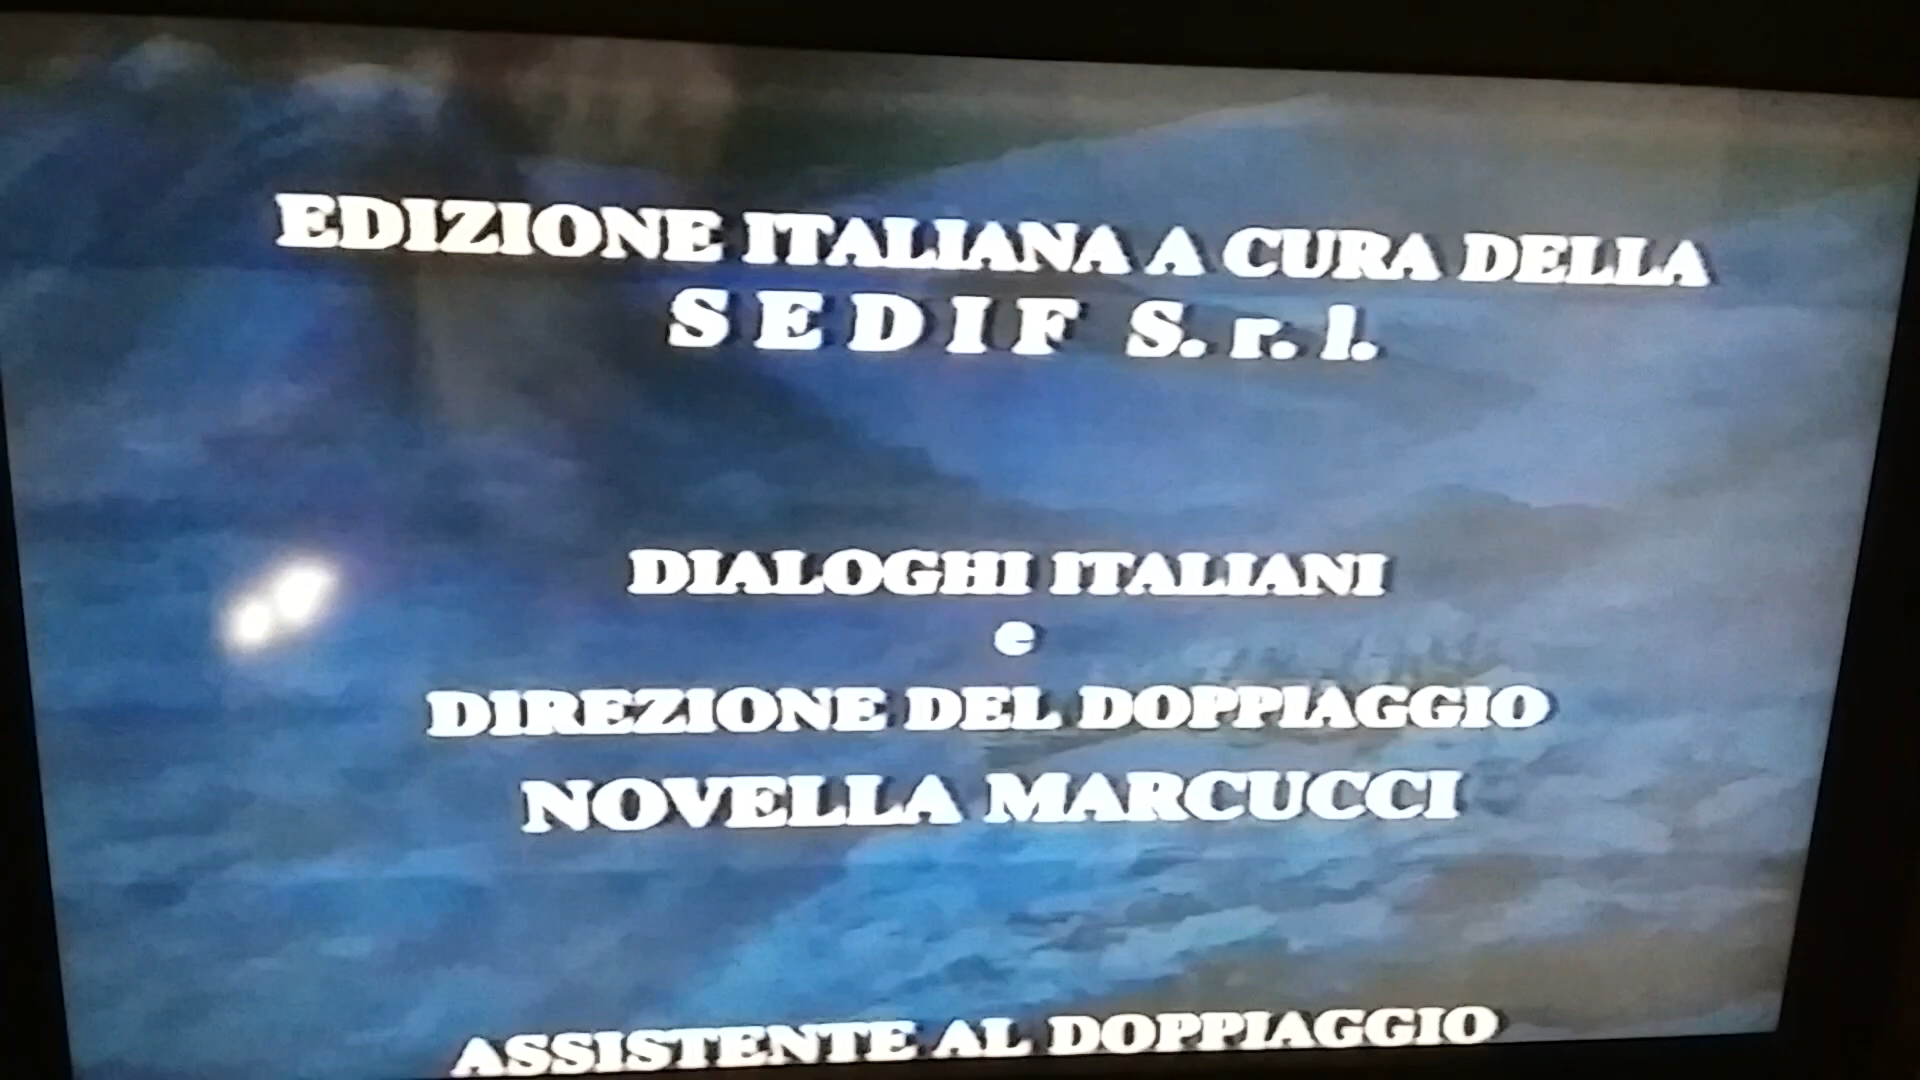 EDIZIONE ITALIANA A CURA DELLA
SEDIF S.r.l.
DIALOGHI ITALIANI
e
DIREZIONE DEL DOPPIAGGIO
NOVELLA MARCUCCI
ASSISTENTE AL DOPPIAGGIO